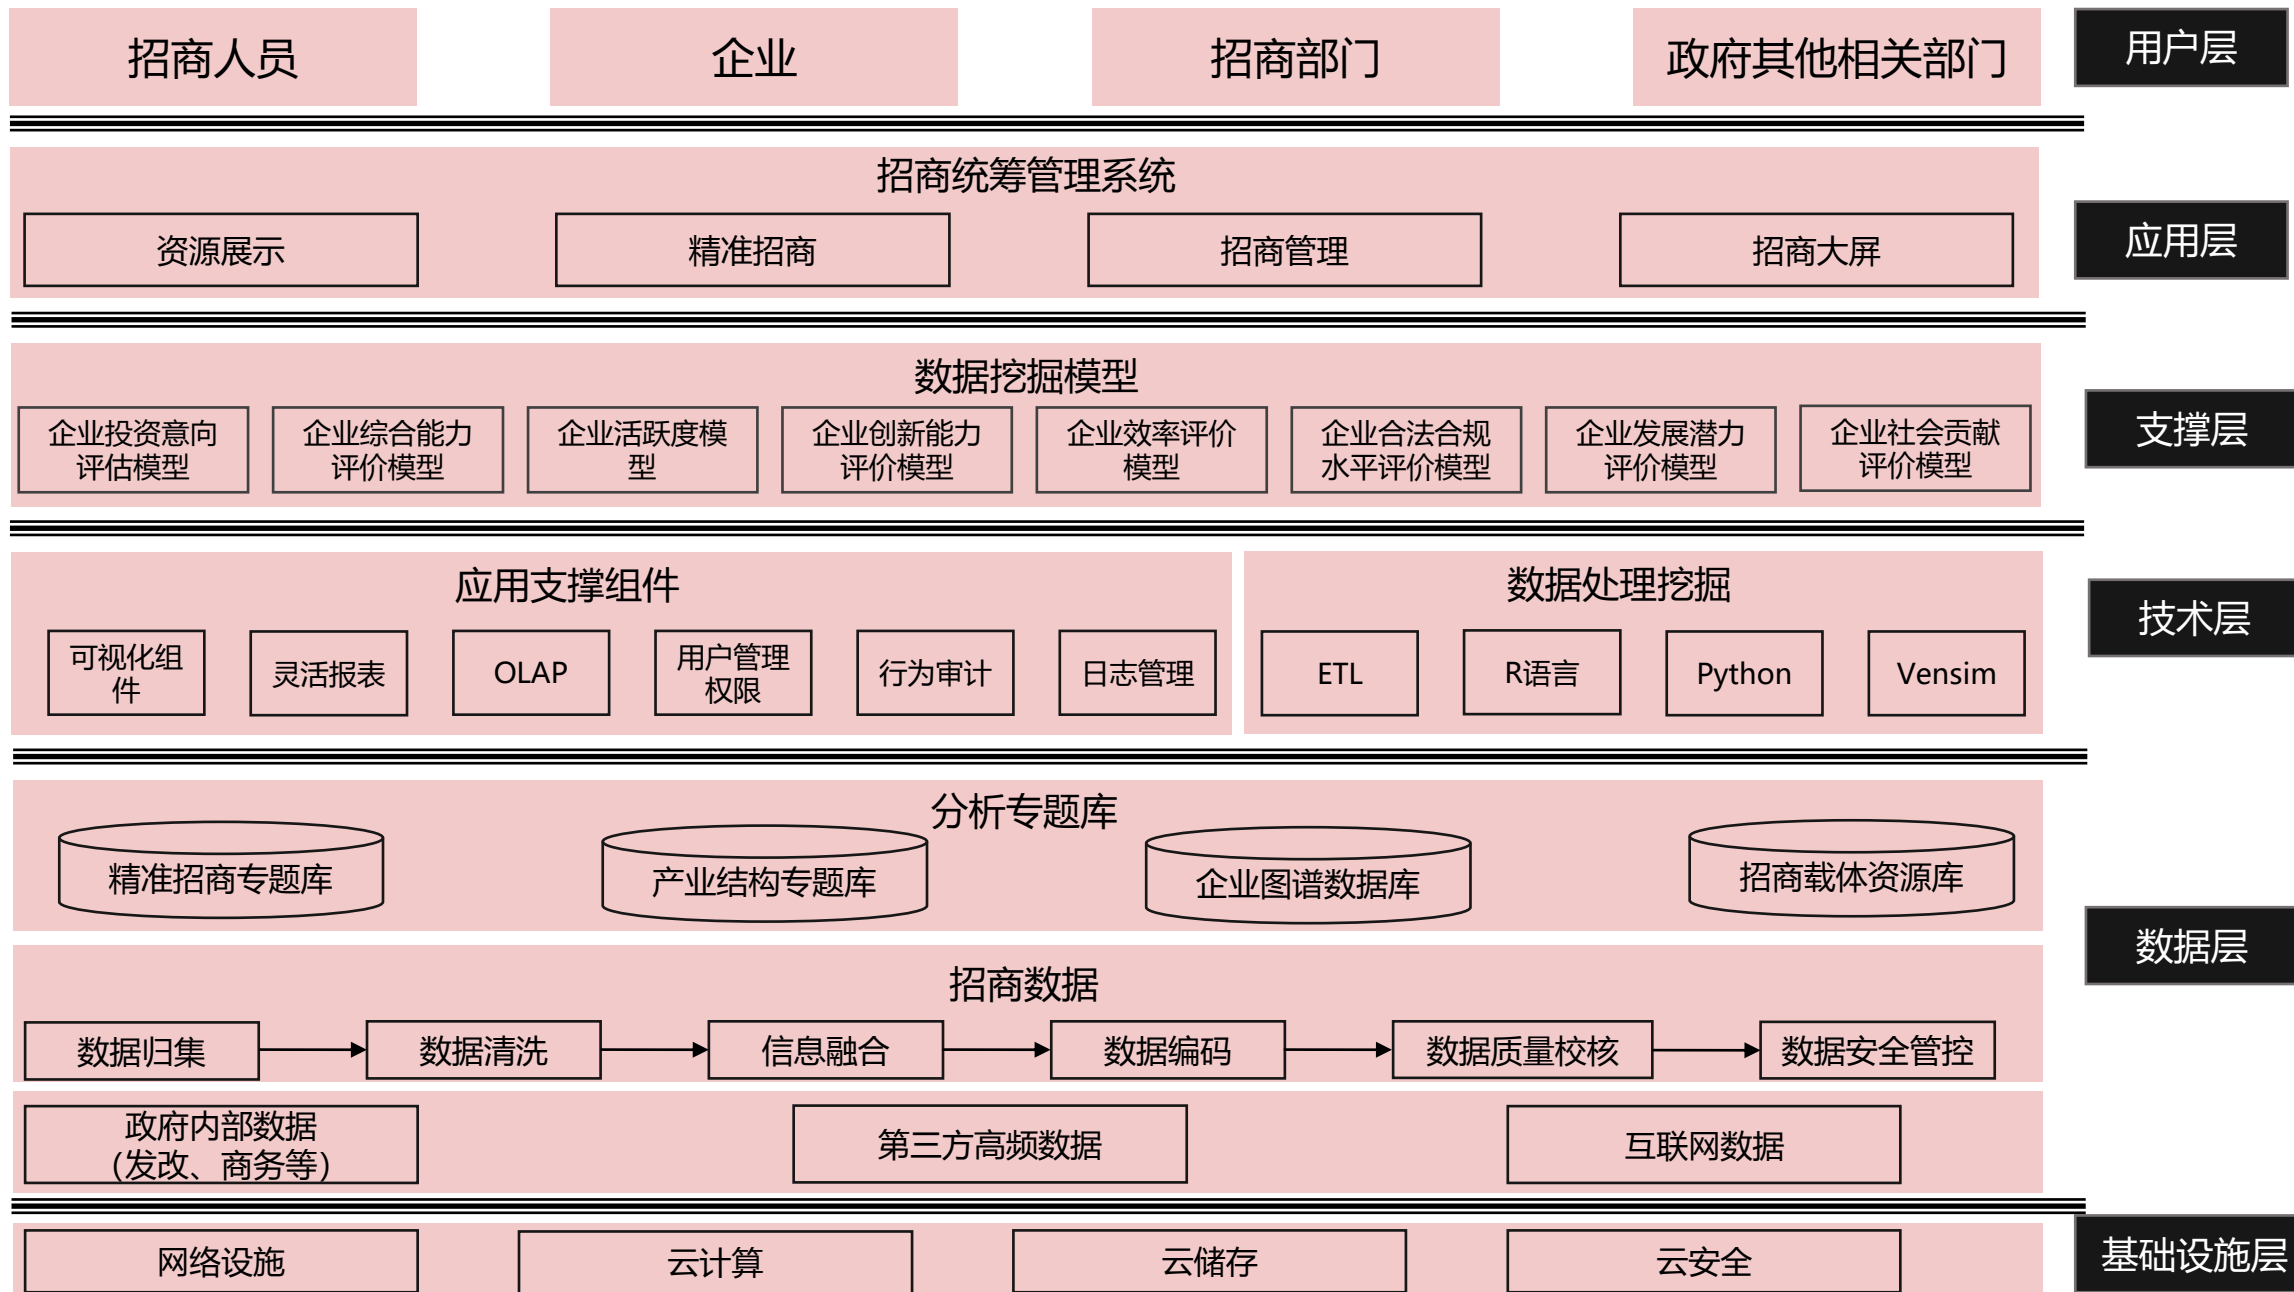 招商人员
企业
招商部门
政府其他相关部门
用户层
招商统筹管理系统
资源展示
精准招商
招商管理
招商大屏
应用层
数据挖掘模型
企业投资意向
评估模型
企业综合能力
评价模型
企业活跃度模
型
企业创新能力
评价模型
企业效率评价
模型
企业合法合规
水平评价模型
企业发展潜力
评价模型
企业社会贡献
评价模型
支撑层
应用支撑组件
可视化组
件
灵活报表
OLAP
用户管理
权限
行为审计
日志管理
数据处理挖掘
ETL
R语言
Python
Vensim
技术层
分析专题库
精准招商专题库
产业结构专题库
企业图谱数据库
招商载体资源库
数据层
招商数据
数据归集
数据清洗
信息融合
数据编码
数据质量校核
数据安全管控
政府内部数据
（发改、商务等）
第三方高频数据
互联网数据
网络设施
云计算
云储存
云安全
基础设施层